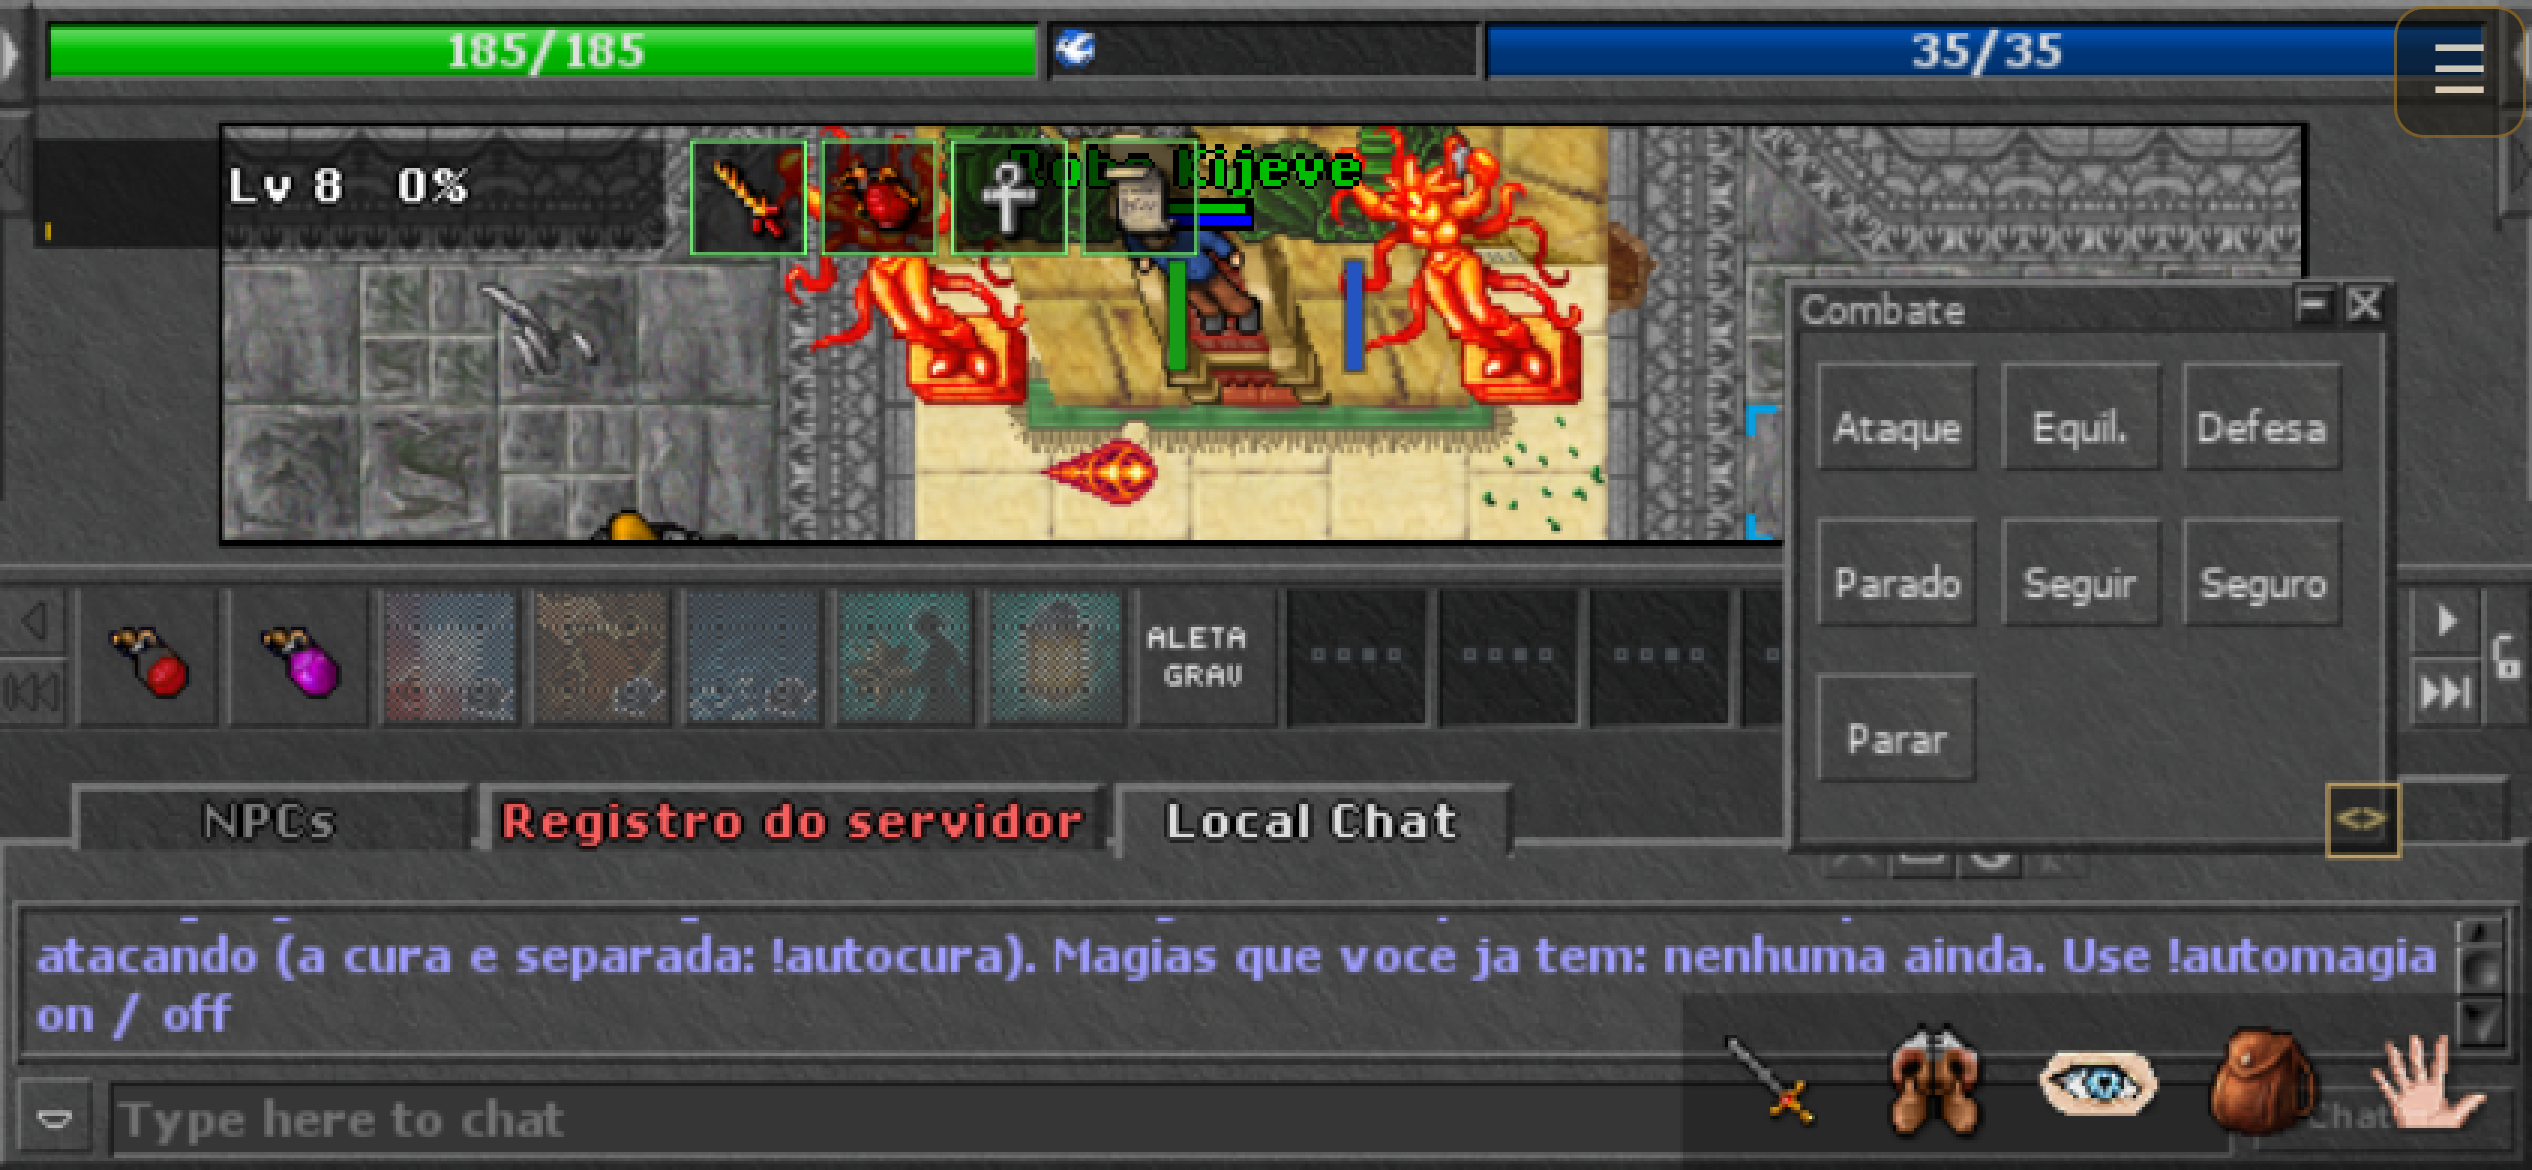 185/185
35/35
Lv 8 0%
Kijeve
Combate
Ataque
Equil.
Defesa
Parado
Seguir
Seguro
Parar
ALETA
GRAV
NPCs
Registro do servidor
Local Chat
atacando (a cura e separada: !autocura). Magias que voce ja tem: nenhuma ainda. Use !automagia
on / off
Type here to chat
Chat